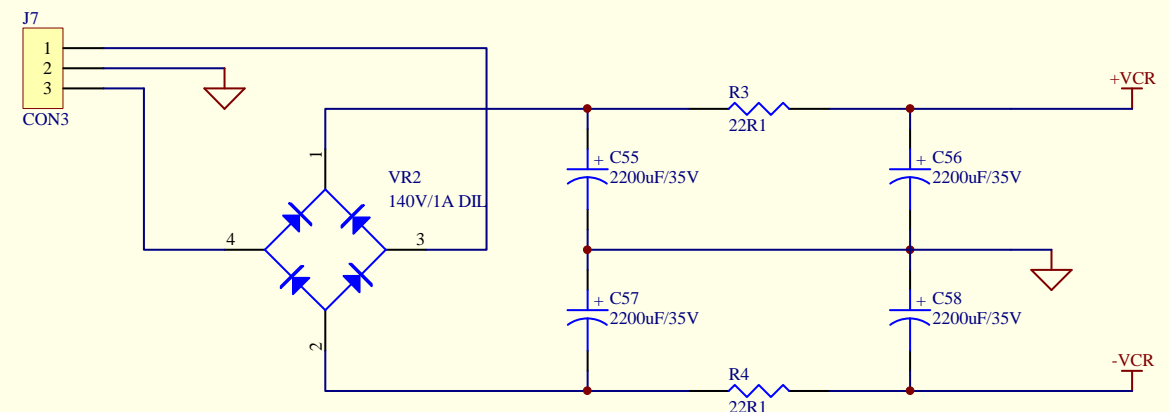 J7
1
2
3
CON3
+VCR
R3
22R1
1
+ C55
2200uF/35V
+ C56
2200uF/35V
VR2
140V/1A DIL
4
3
+ C57
2200uF/35V
+ C58
2200uF/35V
2
-VCR
R4
22R1